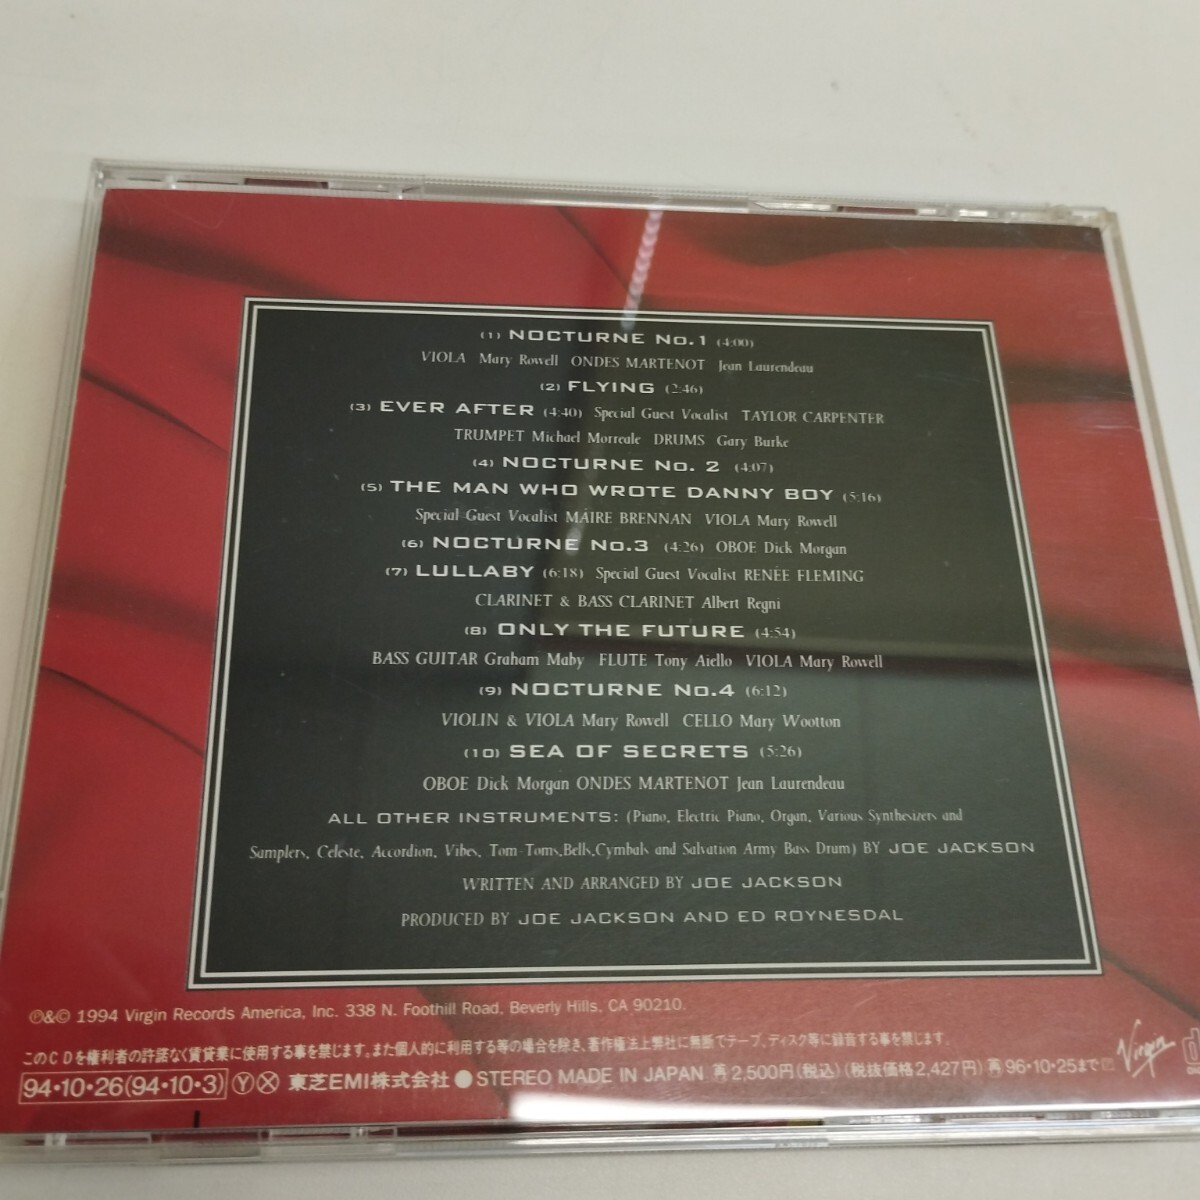 (1) NOCTURNE No.1 (4:00)
VIOLA Mary Rowell ONDES MARTENOT Jean Laurendeau
(2) FLYING (2:46)
(3) EVER AFTER (4:40) Special Guest Vocalist TAYLOR CARPENTER
TRUMPET Michael Morreale DRUMS Gary Burke
(4) NOCTURNE No. 2 (4:07)
(5) THE MAN WHO WROTE DANNY BOY (5:16)
Special Guest Vocalist MÁIRE BRENNAN VIOLA Mary Rowell
(6) NOCTURNE No.3 (4:26) OBOE Dick Morgan
(7) LULLABY (6:18) Special Guest Vocalist RENÉE FLEMING
CLARINET & BASS CLARINET Albert Regni
(8) ONLY THE FUTURE (4:54)
BASS GUITAR Graham Maby FLUTE Tony Aiello VIOLA Mary Rowell
(9) NOCTURNE No.4 (6:12)
VIOLIN & VIOLA Mary Rowell CELLO Mary Wootton
(10) SEA OF SECRETS (5:26)
OBOE Dick Morgan ONDES MARTENOT Jean Laurendeau
ALL OTHER INSTRUMENTS: (Piano, Electric Piano, Organ, Various Synthesizers and
Samplers, Celeste, Accordion, Vibes, Tom-Toms,Bells,Cymbals and Salvation Army Bass Drum) BY JOE JACKSON
WRITTEN AND ARRANGED BY JOE JACKSON
PRODUCED BY JOE JACKSON AND ED ROYNESDAL
℗&© 1994 Virgin Records America, Inc. 338 N. Foothill Road, Beverly Hills, CA 90210.
このCDを権利者の許諾なく賃貸業に使用する事を禁じます。また個人的に利用する等の場合を除き、著作権法上弊社に無断でテープ、ディスク等に録音する事を禁じます。
94・10・26(94・10・3) Ⓨ Ⓧ 東芝EMI株式会社 ● STEREO MADE IN JAPAN 再 2,500円(税込) (税抜価格2,427円) 再 96・10・25まで
Virgin